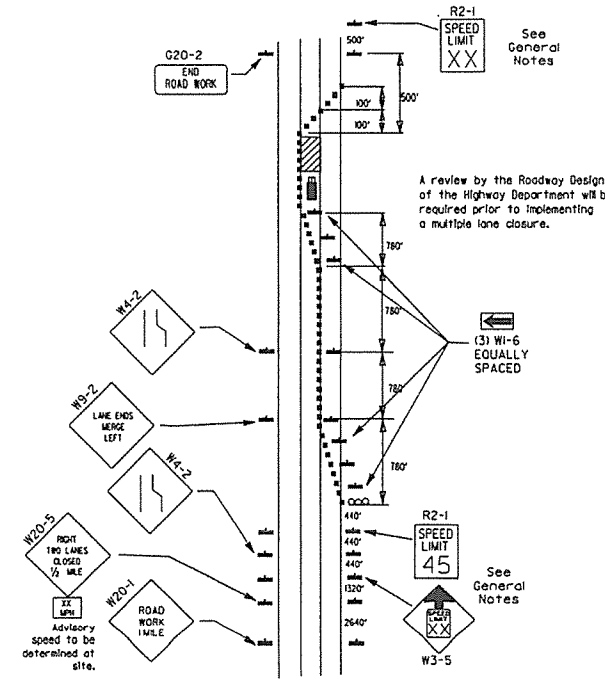 R2-1
SPEED
LIMIT
XX
See
General
Notes
500'
G20-2
END
ROAD WORK
500'
100'
100'
A review by the Roadway Design
of the Highway Department will b
required prior to implementing
a multiple lane closure.
780'
W4-2
780'
(3) W1-6
EQUALLY
SPACED
W9-2
LANE ENDS
MERGE
LEFT
780
780'
W4-2
440'
R2-1
SPEED
LIMIT
45
440'
W20-5
RIGHT
TWO LANES
CLOSED
1/2 MILE
440'
1320'
See
General
Notes
XX
MPH
Advisory
speed to be
determined at
site.
W20-1
ROAD
WORK
1 MILE
2640'
SPEED
LIMIT
XX
W3-5